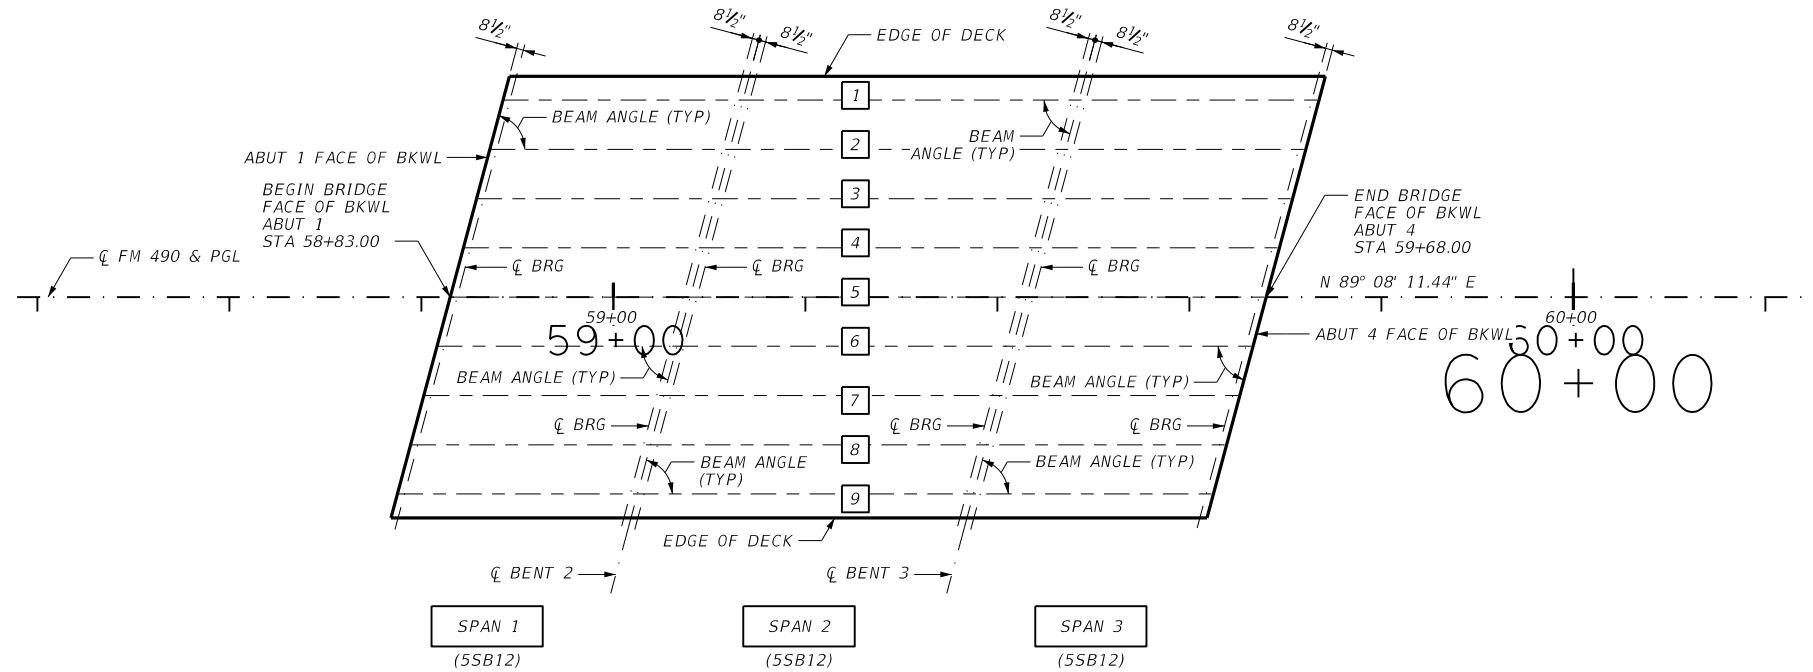 8½"
8½"
8½"
8½"
8½"
8½"
EDGE OF DECK
1
BEAM ANGLE (TYP)
BEAM
ANGLE (TYP)
2
ABUT 1 FACE OF BKWL
BEGIN BRIDGE
FACE OF BKWL
ABUT 1
STA 58+83.00
3
END BRIDGE
FACE OF BKWL
ABUT 4
STA 59+68.00
4
℄ FM 490 & PGL
℄ BRG
℄ BRG
℄ BRG
N 89° 08' 11.44" E
5
59+00
60+00
59+00
6
ABUT 4 FACE OF BKWL
60+00
60+00
BEAM ANGLE (TYP)
BEAM ANGLE (TYP)
7
℄ BRG
℄ BRG
℄ BRG
8
BEAM ANGLE
(TYP)
BEAM ANGLE (TYP)
9
EDGE OF DECK
℄ BENT 2
℄ BENT 3
SPAN 1
SPAN 2
SPAN 3
(5SB12)
(5SB12)
(5SB12)